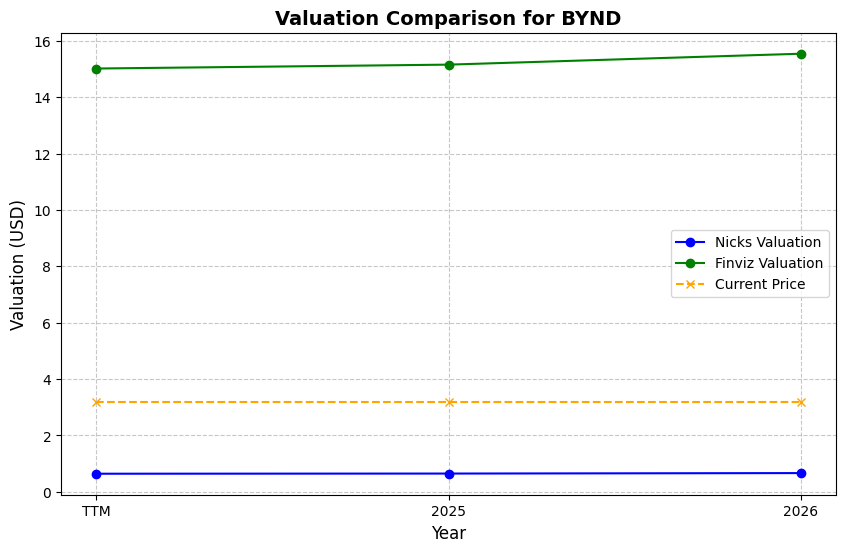 Valuation Comparison for BYND
Valuation (USD)
16
14
12
10
8
6
4
2
0
Nicks Valuation
Finviz Valuation
Current Price
TTM
2025
2026
Year